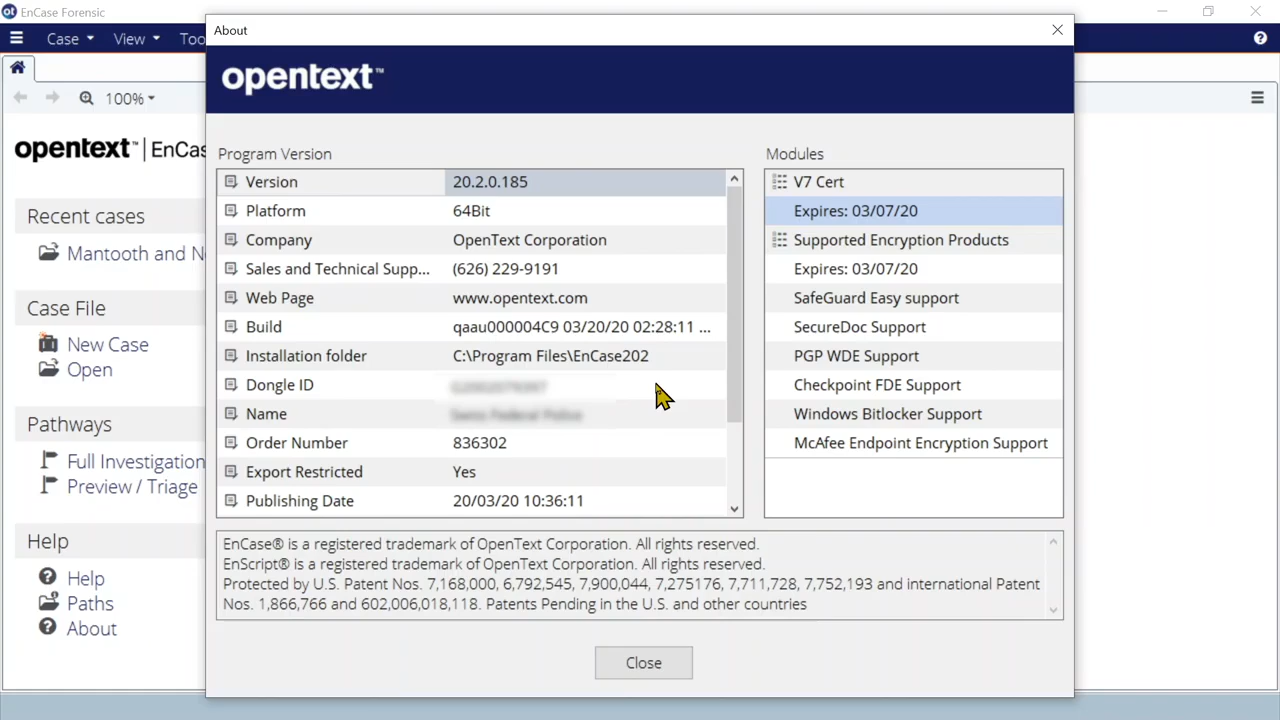 EnCase Forensic
Case View Too
About
opentext™
100%
opentext™ | EnCas
Recent cases
Mantooth and N
Case File
New Case
Open
Pathways
Full Investigation
Preview / Triage
Help
Help
Paths
About
Program Version
Version 20.2.0.185
Platform 64Bit
Company OpenText Corporation
Sales and Technical Supp... (626) 229-9191
Web Page www.opentext.com
Build qaau000004C9 03/20/20 02:28:11 ...
Installation folder C:\Program Files\EnCase202
Dongle ID
Name
Order Number 836302
Export Restricted Yes
Publishing Date 20/03/20 10:36:11
Modules
V7 Cert
Expires: 03/07/20
Supported Encryption Products
Expires: 03/07/20
SafeGuard Easy support
SecureDoc Support
PGP WDE Support
Checkpoint FDE Support
Windows Bitlocker Support
McAfee Endpoint Encryption Support
EnCase® is a registered trademark of OpenText Corporation. All rights reserved.
EnScript® is a registered trademark of OpenText Corporation. All rights reserved.
Protected by U.S. Patent Nos. 7,168,000, 6,792,545, 7,900,044, 7,275176, 7,711,728, 7,752,193 and international Patent
Nos. 1,866,766 and 602,006,018,118. Patents Pending in the U.S. and other countries
Close